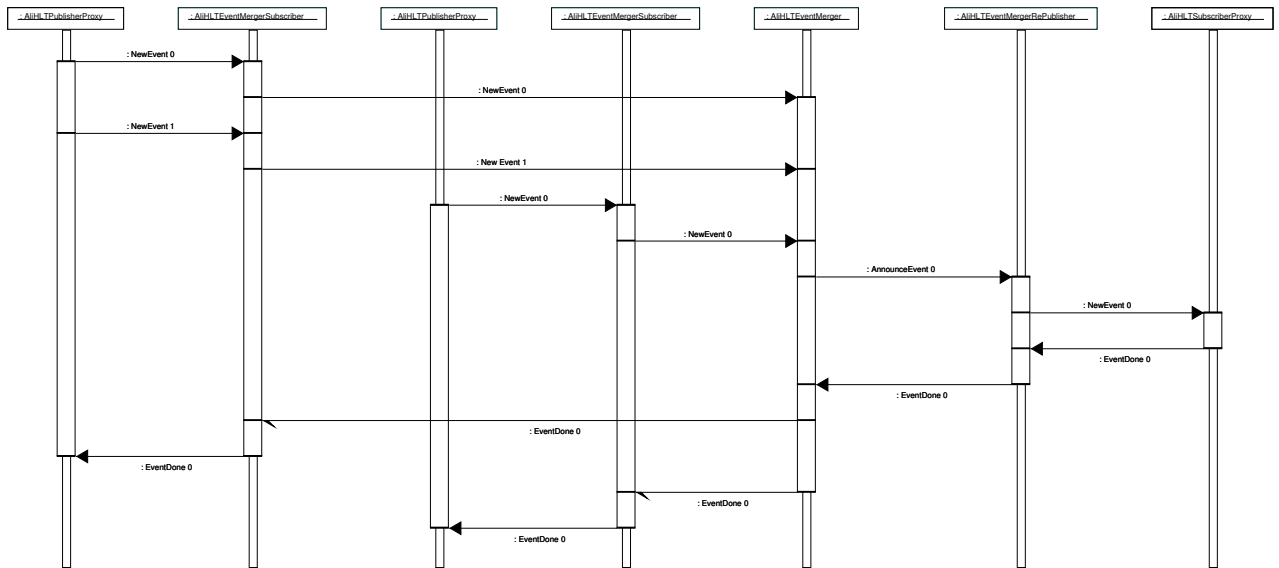 : AliHLTPublisherProxy
: AliHLTEventMergerSubscriber
: AliHLTPublisherProxy
: AliHLTEventMergerSubscriber
: AliHLTEventMerger
: AliHLTEventMergerRePublisher
: AliHLTSubscriberProxy
: NewEvent 0
: NewEvent 0
: NewEvent 1
: New Event 1
: NewEvent 0
: NewEvent 0
: AnnounceEvent 0
: NewEvent 0
: EventDone 0
: EventDone 0
: EventDone 0
: EventDone 0
: EventDone 0
: EventDone 0